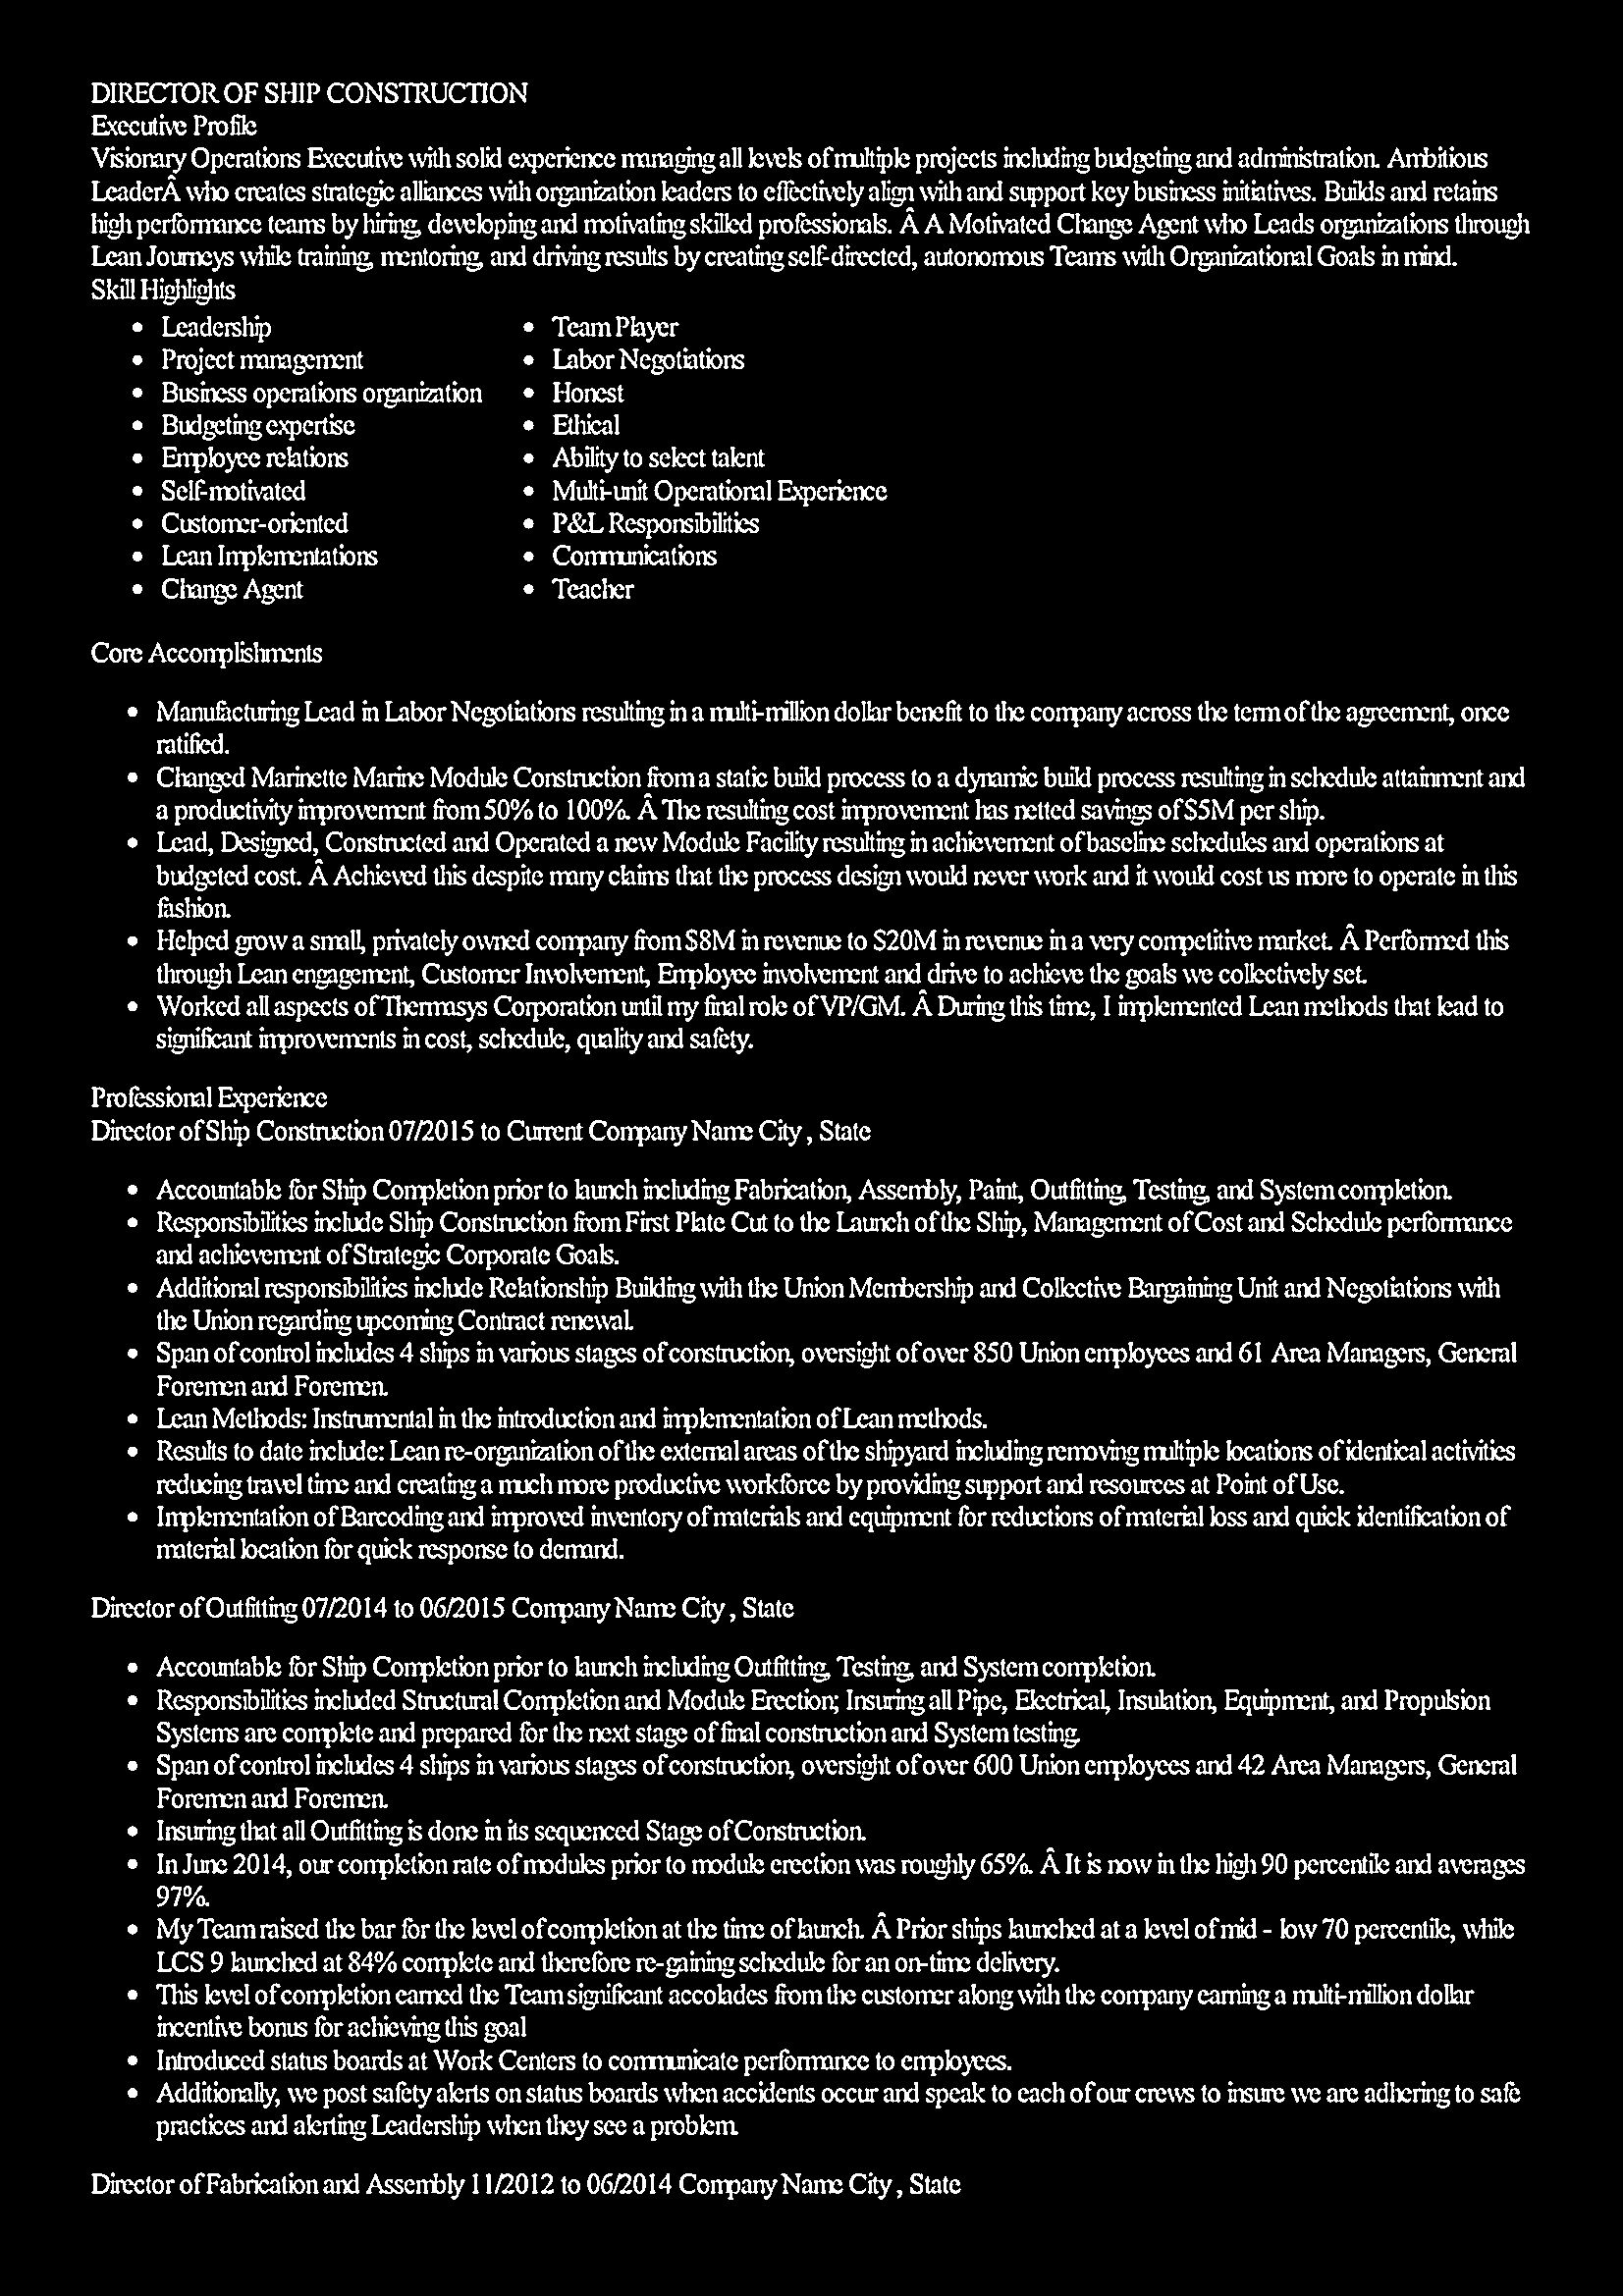 DIRECTOR OF SHIP CONSTRUCTION
Executive Profile
Visionary Operations Executive with solid experience managing all levels of multiple projects including budgeting and administration. Ambitious
LeaderÂ who creates strategic alliances with organization leaders to effectively align with and support key business initiatives. Builds and retains
high performance teams by hiring, developing and motivating skilled professionals. Â A Motivated Change Agent who Leads organizations through
Lean Journeys while training, mentoring, and driving results by creating self-directed, autonomous Teams with Organizational Goals in mind.
Skill Highlights
• Leadership
• Project management
• Business operations organization
• Budgeting expertise
• Employee relations
• Self-motivated
• Customer-oriented
• Lean Implementations
• Change Agent
• Team Player
• Labor Negotiations
• Honest
• Ethical
• Ability to select talent
• Multi-unit Operational Experience
• P&L Responsibilities
• Communications
• Teacher
Core Accomplishments
• Manufacturing Lead in Labor Negotiations resulting in a multi-million dollar benefit to the company across the term of the agreement, once
ratified.
• Changed Marinette Marine Module Construction from a static build process to a dynamic build process resulting in schedule attainment and
a productivity improvement from 50% to 100%. Â The resulting cost improvement has netted savings of $5M per ship.
• Lead, Designed, Constructed and Operated a new Module Facility resulting in achievement of baseline schedules and operations at
budgeted cost. Â Achieved this despite many claims that the process design would never work and it would cost us more to operate in this
fashion.
• Helped grow a small, privately owned company from $8M in revenue to $20M in revenue in a very competitive market. Â Performed this
through Lean engagement, Customer Involvement, Employee involvement and drive to achieve the goals we collectively set.
• Worked all aspects of Thermasys Corporation until my final role of VP/GM. Â During this time, I implemented Lean methods that lead to
significant improvements in cost, schedule, quality and safety.
Professional Experience
Director of Ship Construction 07/2015 to Current Company Name City , State
• Accountable for Ship Completion prior to launch including Fabrication, Assembly, Paint, Outfitting, Testing, and System completion.
• Responsibilities include Ship Construction from First Plate Cut to the Launch of the Ship, Management of Cost and Schedule performance
and achievement of Strategic Corporate Goals.
• Additional responsibilities include Relationship Building with the Union Membership and Collective Bargaining Unit and Negotiations with
the Union regarding upcoming Contract renewal.
• Span of control includes 4 ships in various stages of construction, oversight of over 850 Union employees and 61 Area Managers, General
Foremen and Foremen.
• Lean Methods: Instrumental in the introduction and implementation of Lean methods.
• Results to date include: Lean re-organization of the external areas of the shipyard including removing multiple locations of identical activities
reducing travel time and creating a much more productive workforce by providing support and resources at Point of Use.
• Implementation of Barcoding and improved inventory of materials and equipment for reductions of material loss and quick identification of
material location for quick response to demand.
Director of Outfitting 07/2014 to 06/2015 Company Name City , State
• Accountable for Ship Completion prior to launch including Outfitting, Testing, and System completion.
• Responsibilities included Structural Completion and Module Erection; Insuring all Pipe, Electrical, Insulation, Equipment, and Propulsion
Systems are complete and prepared for the next stage of final construction and System testing.
• Span of control includes 4 ships in various stages of construction, oversight of over 600 Union employees and 42 Area Managers, General
Foremen and Foremen.
• Insuring that all Outfitting is done in its sequenced Stage of Construction.
• In June 2014, our completion rate of modules prior to module erection was roughly 65%. Â It is now in the high 90 percentile and averages
97%.
• My Team raised the bar for the level of completion at the time of launch. Â Prior ships launched at a level of mid - low 70 percentile, while
LCS 9 launched at 84% complete and therefore re-gaining schedule for an on-time delivery.
• This level of completion earned the Team significant accolades from the customer along with the company earning a multi-million dollar
incentive bonus for achieving this goal
• Introduced status boards at Work Centers to communicate performance to employees.
• Additionally, we post safety alerts on status boards when accidents occur and speak to each of our crews to insure we are adhering to safe
practices and alerting Leadership when they see a problem.
Director of Fabrication and Assembly 11/2012 to 06/2014 Company Name City , State